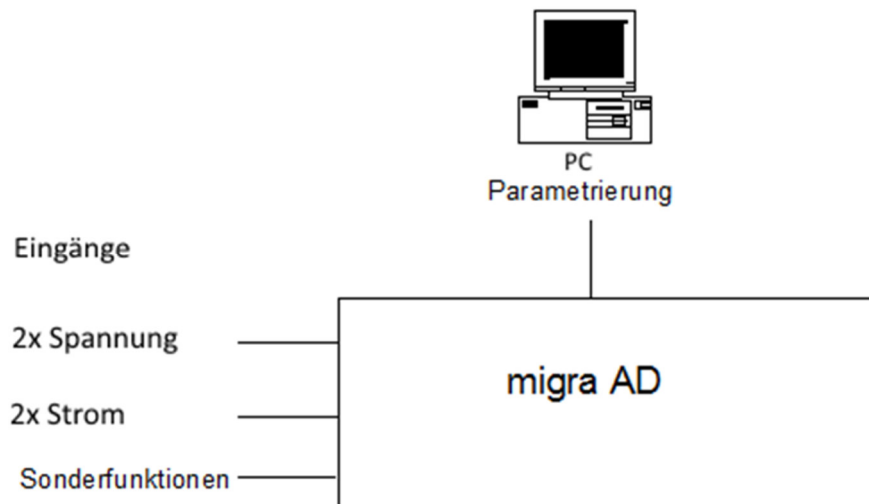 PC
Parametrierung
Eingänge
2x Spannung
migra AD
2x Strom
Sonderfunktionen